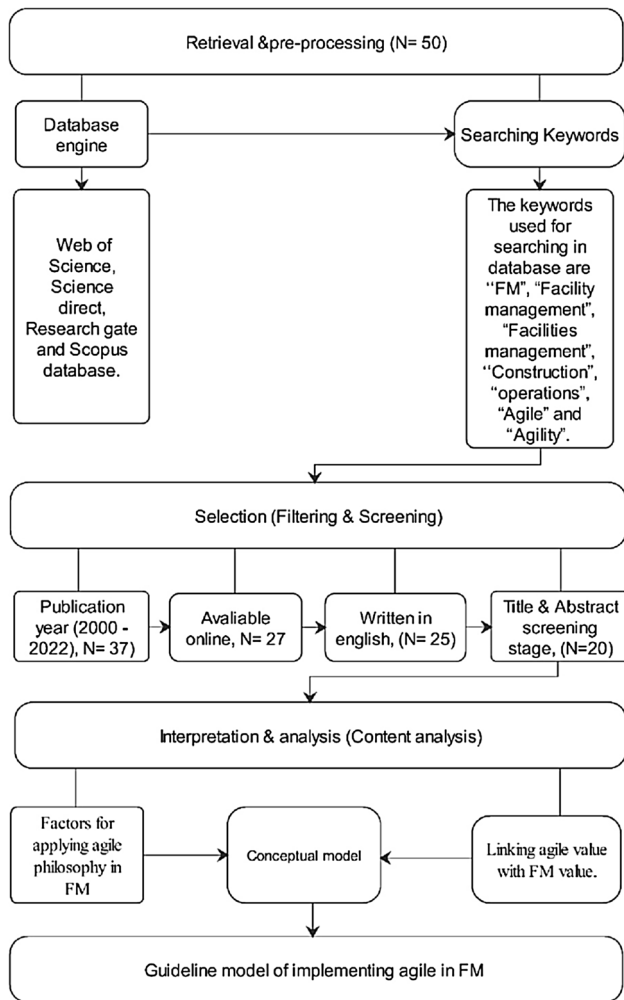 Retrieval &pre-processing (N= 50)
Database
engine
Searching Keywords
Web of
Science,
Science
direct,
Research gate
and Scopus
database.
The keywords
used for
searching in
database are
‘‘FM”, “Facility
management”,
“Facilities
management”,
‘‘Construction”,
“operations”,
“Agile” and
“Agility”.
Selection (Filtering & Screening)
Publication
year (2000 -
2022), N= 37)
Avaliable
online, N= 27
Written in
english, (N= 25)
Title & Abstract
screening
stage, (N=20)
Interpretation & analysis (Content analysis)
Factors for
applying agile
philosophy in
FM
Conceptual model
Linking agile value
with FM value.
Guideline model of implementing agile in FM